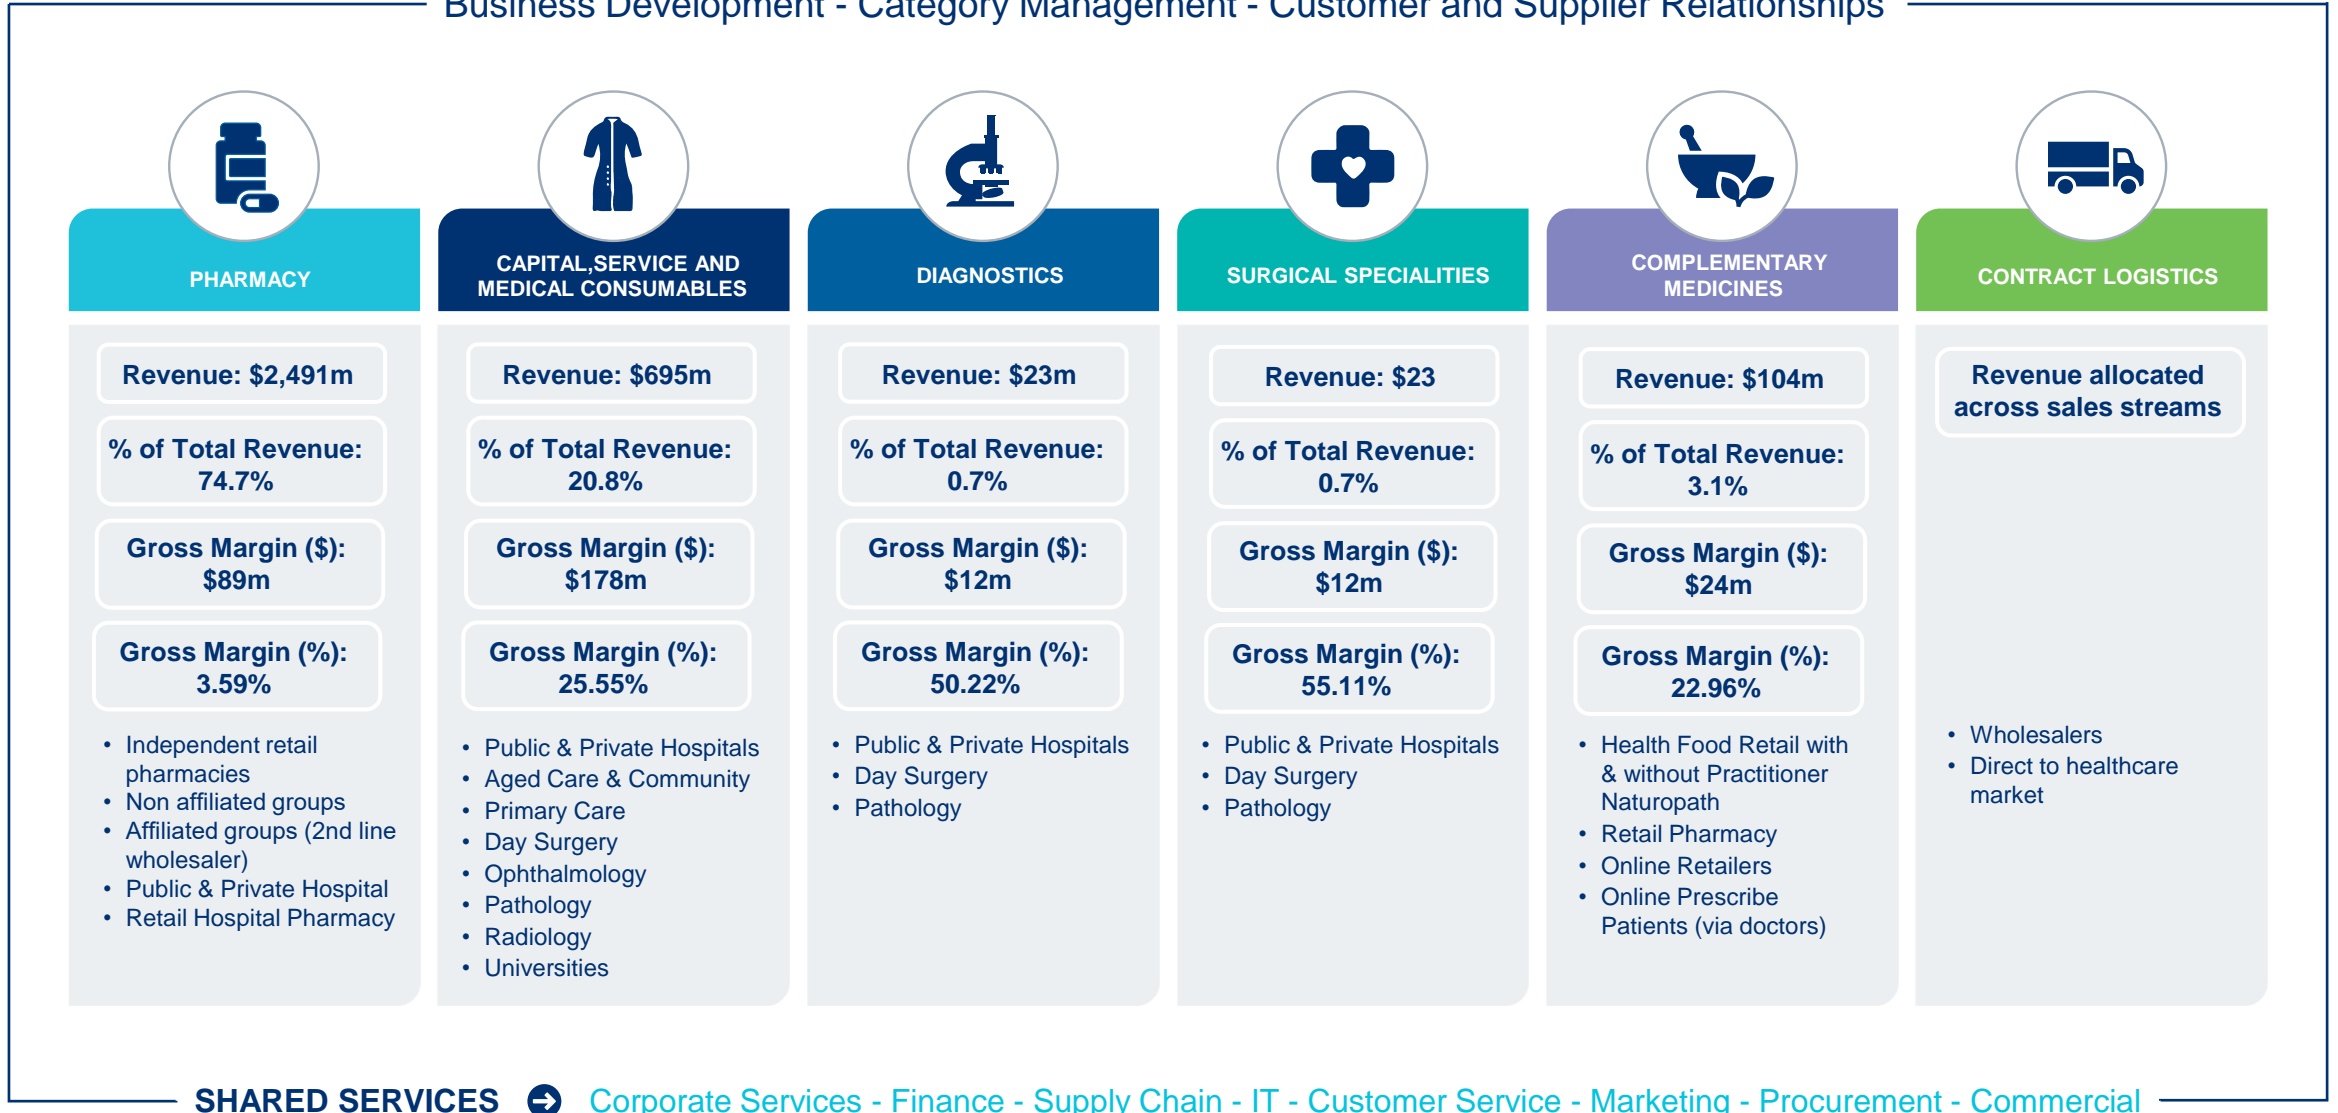 Business Development - Category Management - Customer and Supplier Relationships
PHARMACY
Revenue: $2,491m
% of Total Revenue:
74.7%
Gross Margin ($):
$89m
Gross Margin (%):
3.59%
• Independent retail
pharmacies
• Non affiliated groups
• Affiliated groups (2nd line
wholesaler)
• Public & Private Hospital
• Retail Hospital Pharmacy
CAPITAL,SERVICE AND
MEDICAL CONSUMABLES
Revenue: $695m
% of Total Revenue:
20.8%
Gross Margin ($):
$178m
Gross Margin (%):
25.55%
• Public & Private Hospitals
• Aged Care & Community
• Primary Care
• Day Surgery
• Ophthalmology
• Pathology
• Radiology
• Universities
DIAGNOSTICS
Revenue: $23m
% of Total Revenue:
0.7%
Gross Margin ($):
$12m
Gross Margin (%):
50.22%
• Public & Private Hospitals
• Day Surgery
• Pathology
SURGICAL SPECIALITIES
Revenue: $23
% of Total Revenue:
0.7%
Gross Margin ($):
$12m
Gross Margin (%):
55.11%
• Public & Private Hospitals
• Day Surgery
• Pathology
COMPLEMENTARY
MEDICINES
Revenue: $104m
% of Total Revenue:
3.1%
Gross Margin ($):
$24m
Gross Margin (%):
22.96%
• Health Food Retail with
& without Practitioner
Naturopath
• Retail Pharmacy
• Online Retailers
• Online Prescribe
Patients (via doctors)
CONTRACT LOGISTICS
Revenue allocated
across sales streams
• Wholesalers
• Direct to healthcare
market
SHARED SERVICES Corporate Services - Finance - Supply Chain - IT - Customer Service - Marketing - Procurement - Commercial